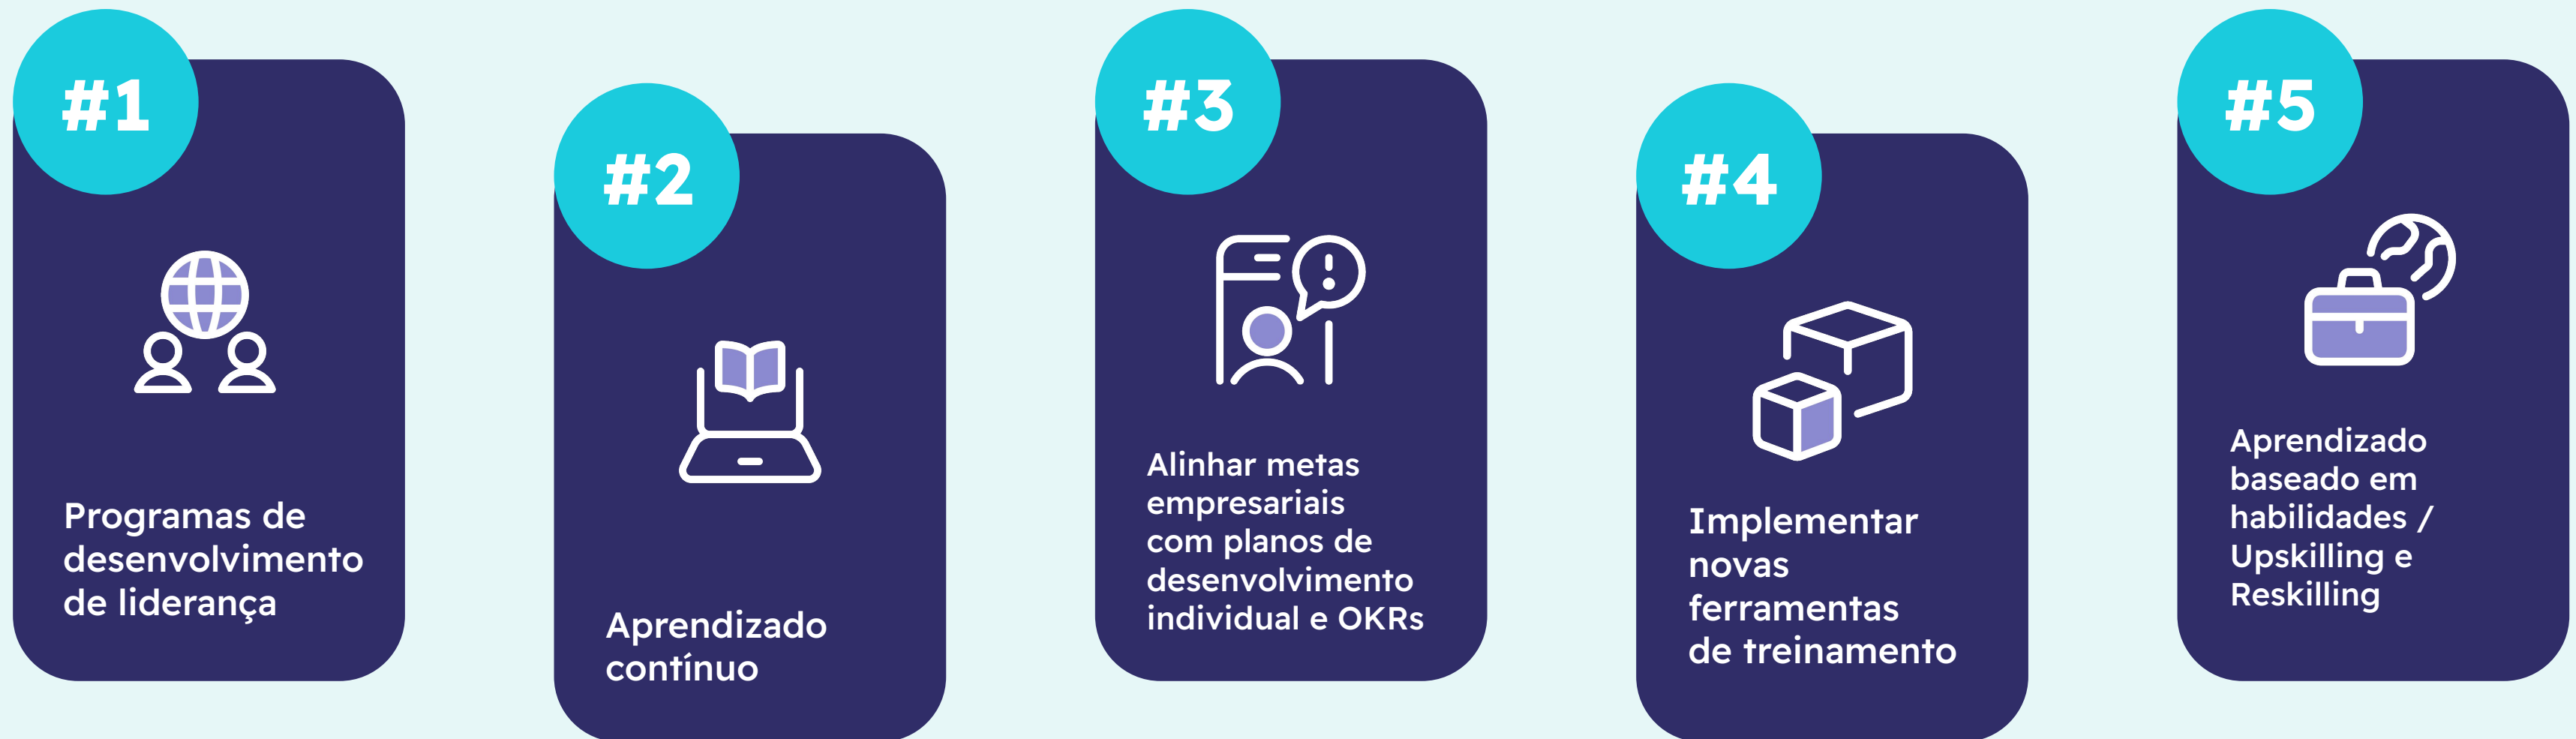 #1
Programas de
desenvolvimento
de liderança
#2
Aprendizado
contínuo
#3
Alinhar metas
empresariais
com planos de
desenvolvimento
individual e OKRs
#4
Implementar
novas
ferramentas
de treinamento
#5
Aprendizado
baseado em
habilidades /
Upskilling e
Reskilling